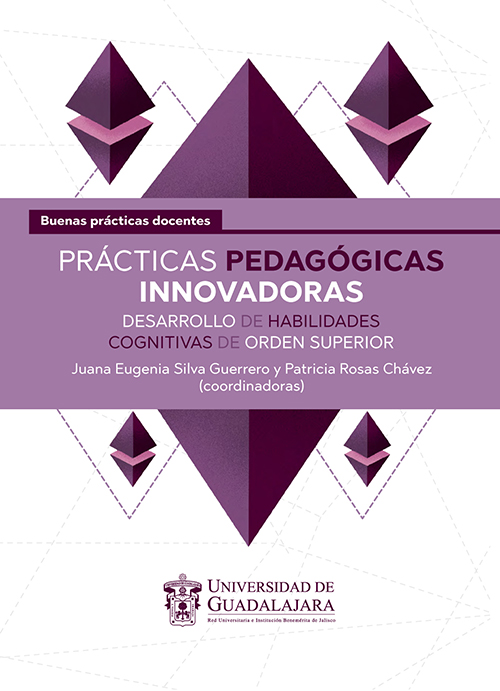 Buenas prácticas docentes
PRÁCTICAS PEDAGÓGICAS
INNOVADORAS
DESARROLLO DE HABILIDADES
COGNITIVAS DE ORDEN SUPERIOR
Juana Eugenia Silva Guerrero y Patricia Rosas Chávez
(coordinadoras)
UNIVERSIDAD DE
GUADALAJARA
Red Universitaria e Institución Benemérita de Jalisco